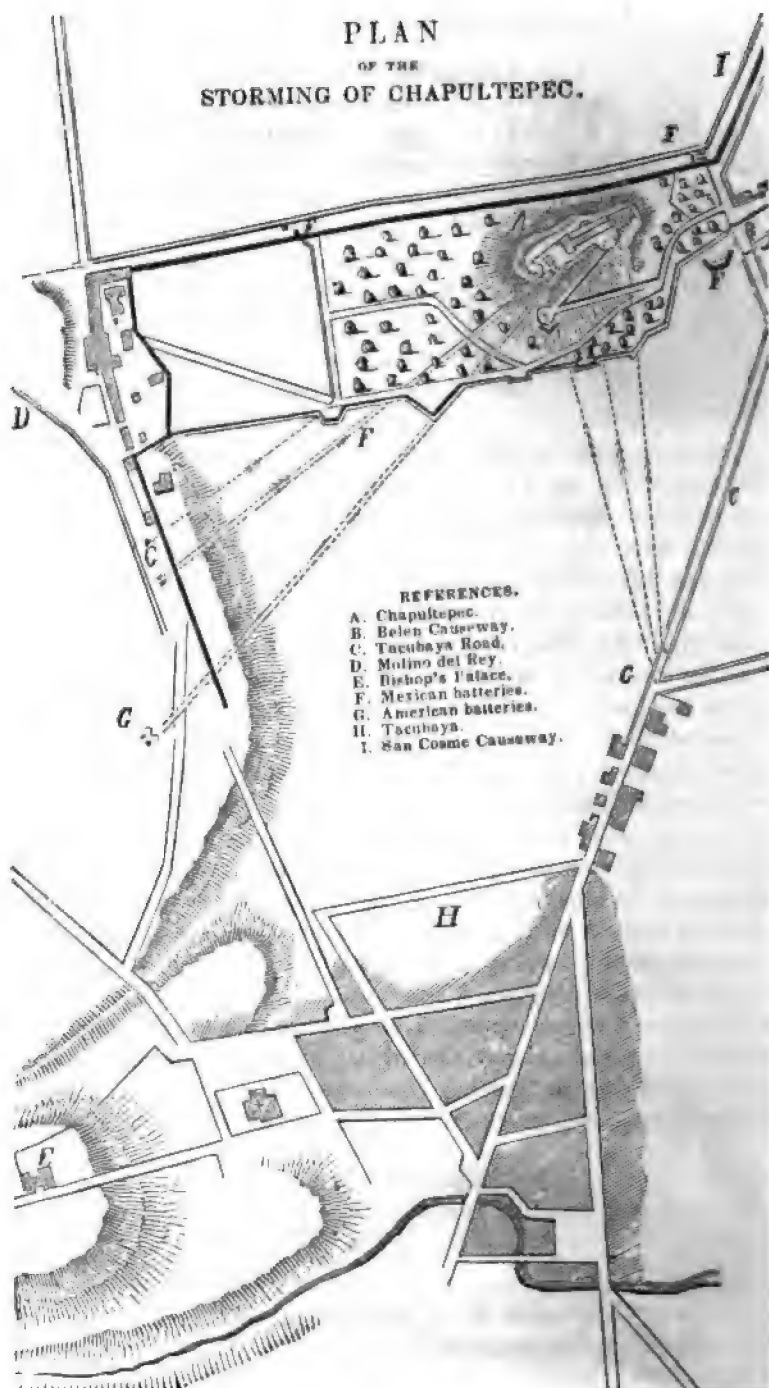 PLAN
OF THE
STORMING OF CHAPULTEPEC.
I
F
F
D
F
C
G
REFERENCES.
A. Chapultepec.
B. Belen Causeway.
C. Tacubaya Road.
D. Molino del Rey.
E. Bishop's Palace.
F. Mexican batteries.
G. American batteries.
H. Tacubaya.
I. San Cosme Causeway.
G
G
H
E